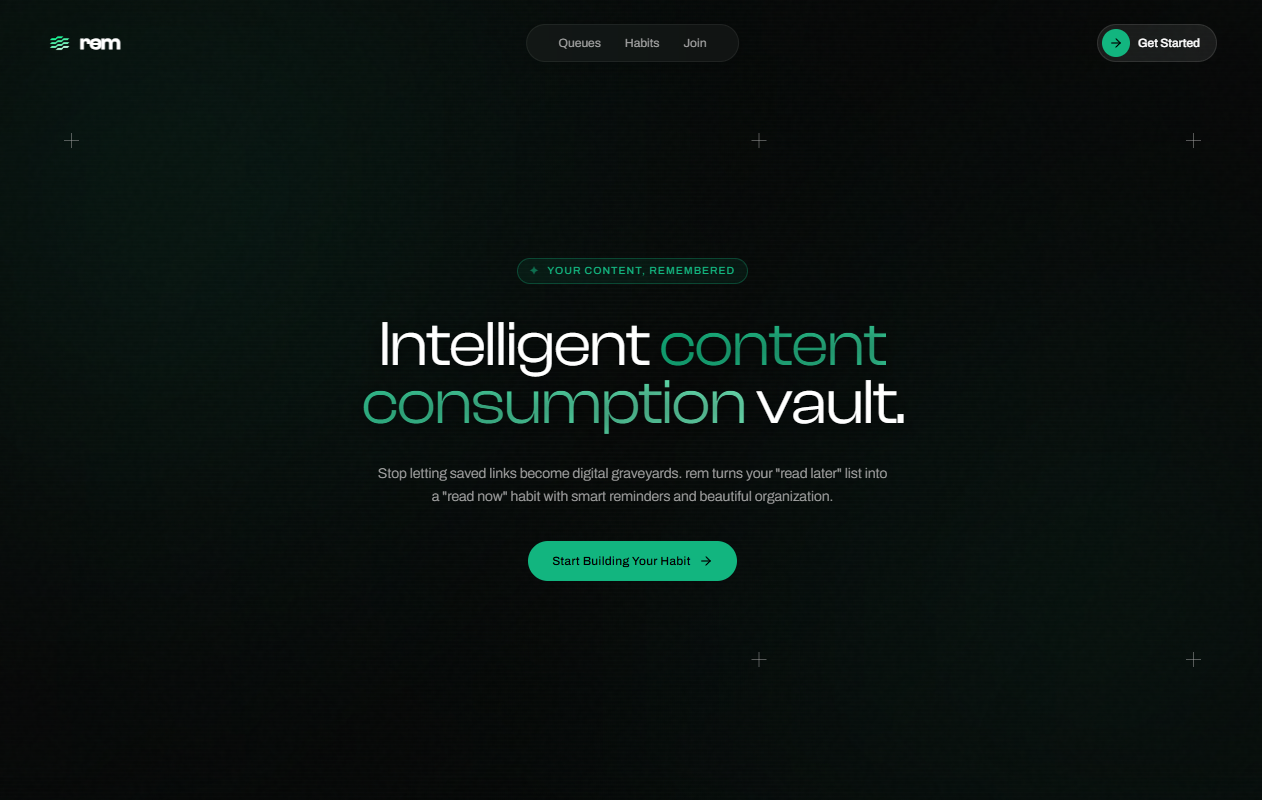 rem
Queues Habits Join
Get Started
YOUR CONTENT, REMEMBERED
Intelligent content
consumption vault.
Stop letting saved links become digital graveyards. rem turns your "read later" list into
a "read now" habit with smart reminders and beautiful organization.
Start Building Your Habit